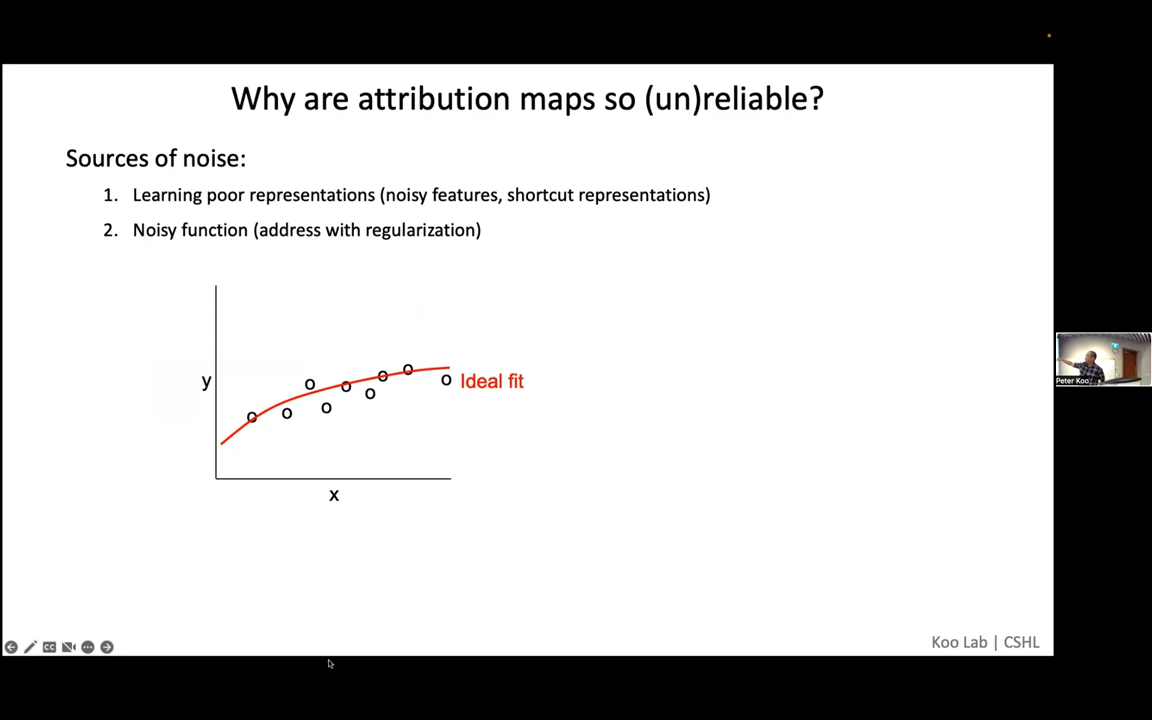 Why are attribution maps so (un)reliable?
Sources of noise:
1. Learning poor representations (noisy features, shortcut representations)
2. Noisy function (address with regularization)
y
Ideal fit
x
Peter Koo
Koo Lab | CSHL